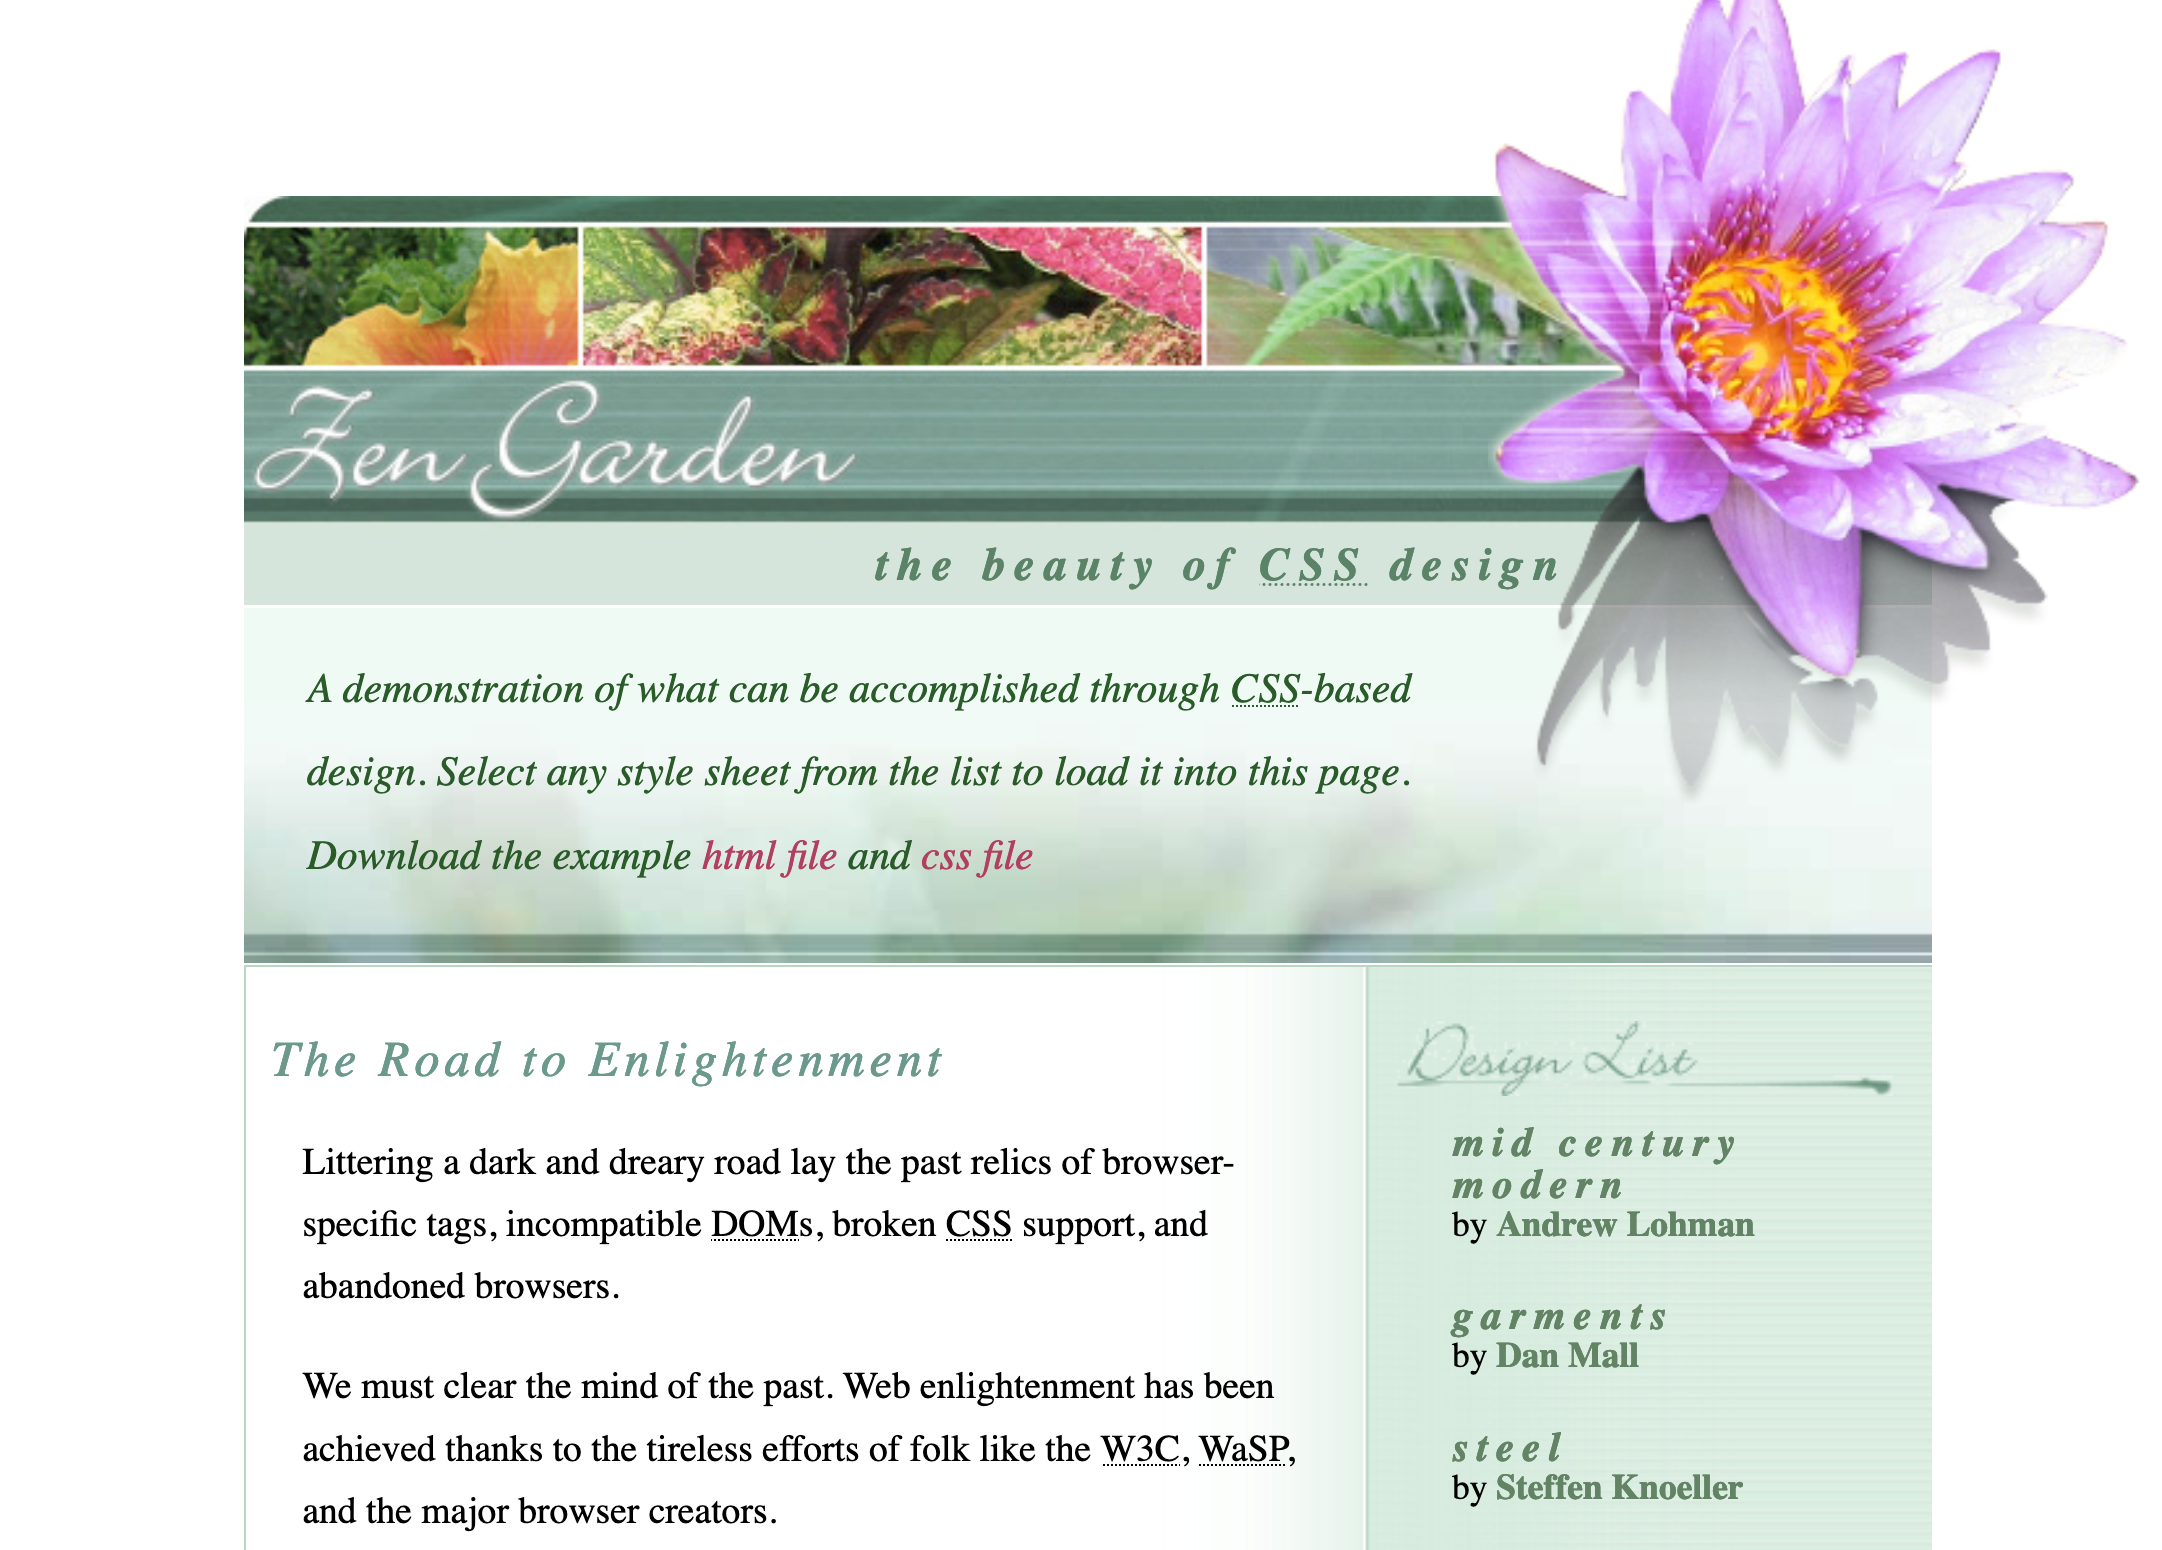 Zen Garden
the beauty of CSS design
A demonstration of what can be accomplished through CSS-based
design. Select any style sheet from the list to load it into this page.
Download the example html file and css file
The Road to Enlightenment
Littering a dark and dreary road lay the past relics of browser-
specific tags, incompatible DOMs, broken CSS support, and
abandoned browsers.
We must clear the mind of the past. Web enlightenment has been
achieved thanks to the tireless efforts of folk like the W3C, WaSP,
and the major browser creators.
Design List
mid century
modern
by Andrew Lohman
garments
by Dan Mall
steel
by Steffen Knoeller